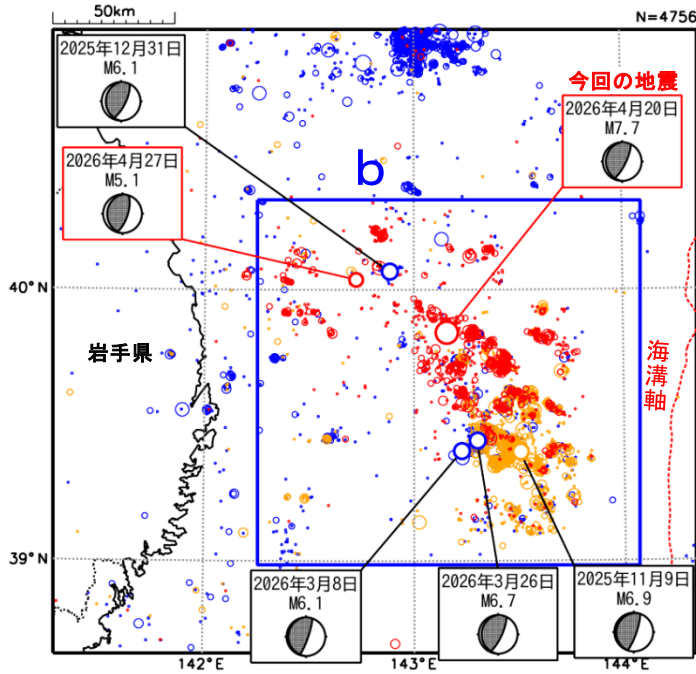 50km
N=4756
2025年12月31日
M6.1
今回の地震
2026年4月20日
M7.7
2026年4月27日
M5.1
b
40°N
岩手県
海溝軸
39°N
2026年3月8日
M6.1
2026年3月26日
M6.7
2025年11月9日
M6.9
142°E
143°E
144°E